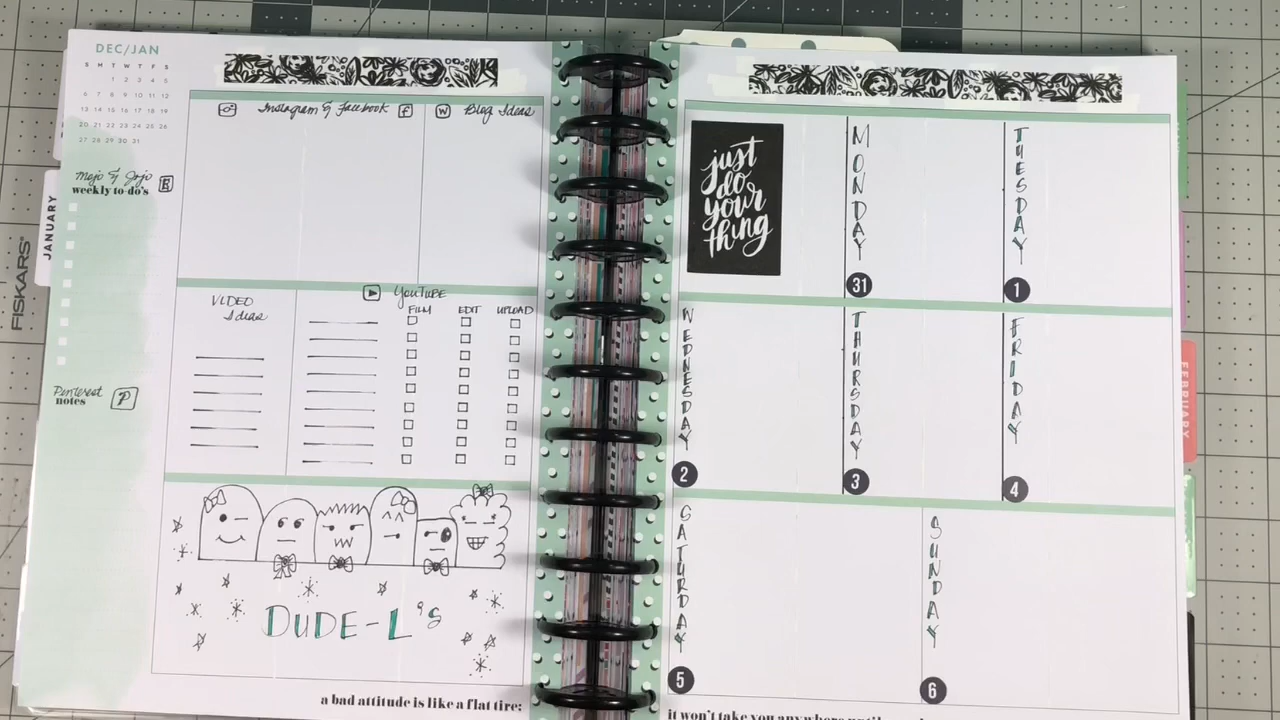 DEC/JAN
S M T W T F S
1 2 3 4 5
6 7 8 9 10 11 12
13 14 15 16 17 18 19
20 21 22 23 24 25 26
27 28 29 30 31
Mojo & Jojo
weekly to-do's
JANUARY
FISKARS
Pinterest
notes
Instagram & facebook
Blog Ideas
VIDEO
Ideas
YouTube
FILM EDIT UPLOAD
DUDE-L's
a bad attitude is like a flat tire;
just
do
your
thing
MONDAY
31
TUESDAY
1
WEDNESDAY
2
THURSDAY
3
FRIDAY
4
SATURDAY
5
SUNDAY
6
it won't take you anywhere until
FEBRUARY